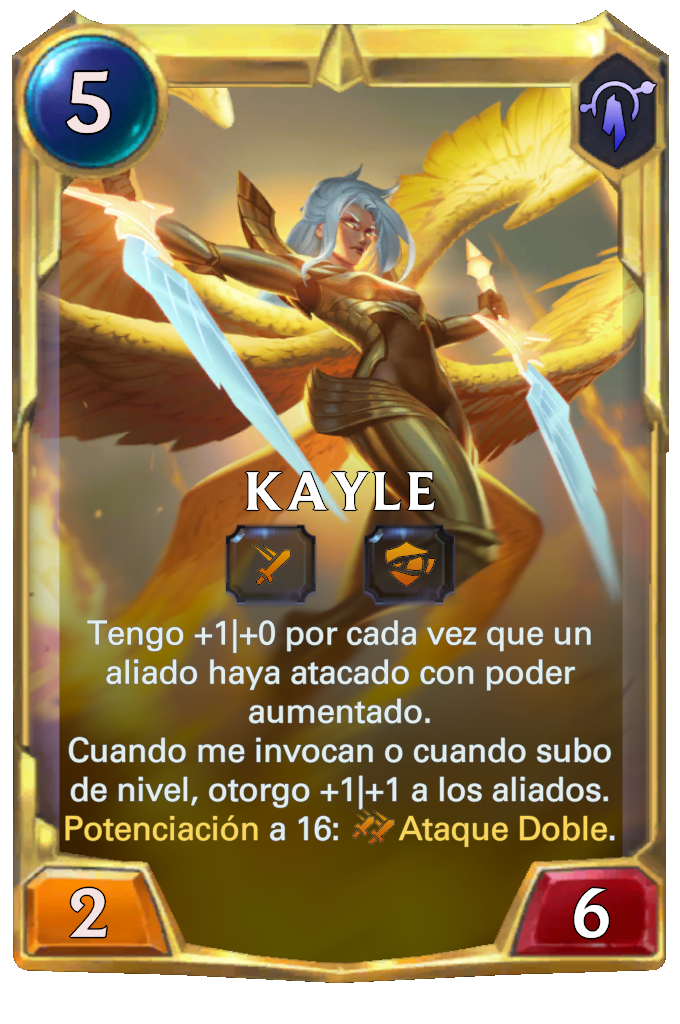 5
KAYLE
Tengo +1|+0 por cada vez que un
aliado haya atacado con poder
aumentado.
Cuando me invocan o cuando subo
de nivel, otorgo +1|+1 a los aliados.
Potenciación a 16: Ataque Doble.
2
6